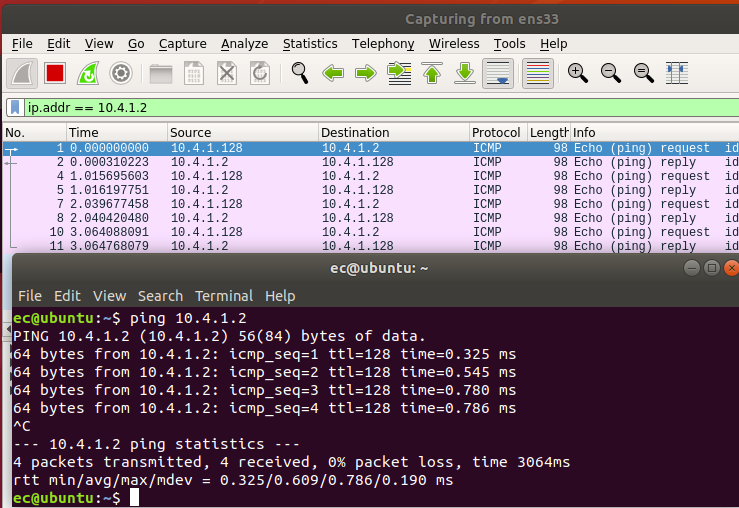 Capturing from ens33
File Edit View Go Capture Analyze Statistics Telephony Wireless Tools Help
ip.addr == 10.4.1.2
No. Time Source Destination Protocol Length Info
1 0.000000000 10.4.1.128 10.4.1.2 ICMP 98 Echo (ping) request id
2 0.000310223 10.4.1.2 10.4.1.128 ICMP 98 Echo (ping) reply id
4 1.015695603 10.4.1.128 10.4.1.2 ICMP 98 Echo (ping) request id
5 1.016197751 10.4.1.2 10.4.1.128 ICMP 98 Echo (ping) reply id
7 2.039677458 10.4.1.128 10.4.1.2 ICMP 98 Echo (ping) request id
8 2.040420480 10.4.1.2 10.4.1.128 ICMP 98 Echo (ping) reply id
10 3.064088091 10.4.1.128 10.4.1.2 ICMP 98 Echo (ping) request id
11 3.064768079 10.4.1.2 10.4.1.128 ICMP 98 Echo (ping) reply id
ec@ubuntu: ~
File Edit View Search Terminal Help
ec@ubuntu:~$ ping 10.4.1.2
PING 10.4.1.2 (10.4.1.2) 56(84) bytes of data.
64 bytes from 10.4.1.2: icmp_seq=1 ttl=128 time=0.325 ms
64 bytes from 10.4.1.2: icmp_seq=2 ttl=128 time=0.545 ms
64 bytes from 10.4.1.2: icmp_seq=3 ttl=128 time=0.780 ms
64 bytes from 10.4.1.2: icmp_seq=4 ttl=128 time=0.786 ms
^C
--- 10.4.1.2 ping statistics ---
4 packets transmitted, 4 received, 0% packet loss, time 3064ms
rtt min/avg/max/mdev = 0.325/0.609/0.786/0.190 ms
ec@ubuntu:~$